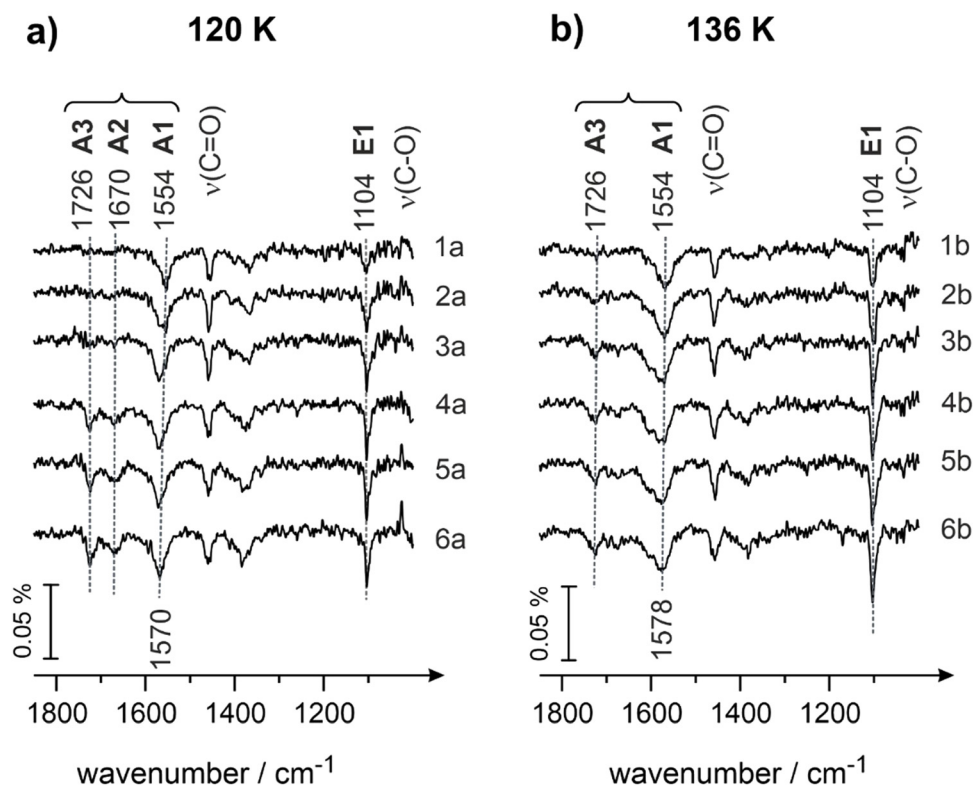 a) 120 K
1726 A3
1670 A2
1554 A1
ν(C=O)
1104 E1
ν(C-O)
1a
2a
3a
4a
5a
6a
0.05 %
1570
1800 1600 1400 1200
wavenumber / cm-1
b) 136 K
1726 A3
1554 A1
ν(C=O)
1104 E1
ν(C-O)
1b
2b
3b
4b
5b
6b
0.05 %
1578
1800 1600 1400 1200
wavenumber / cm-1